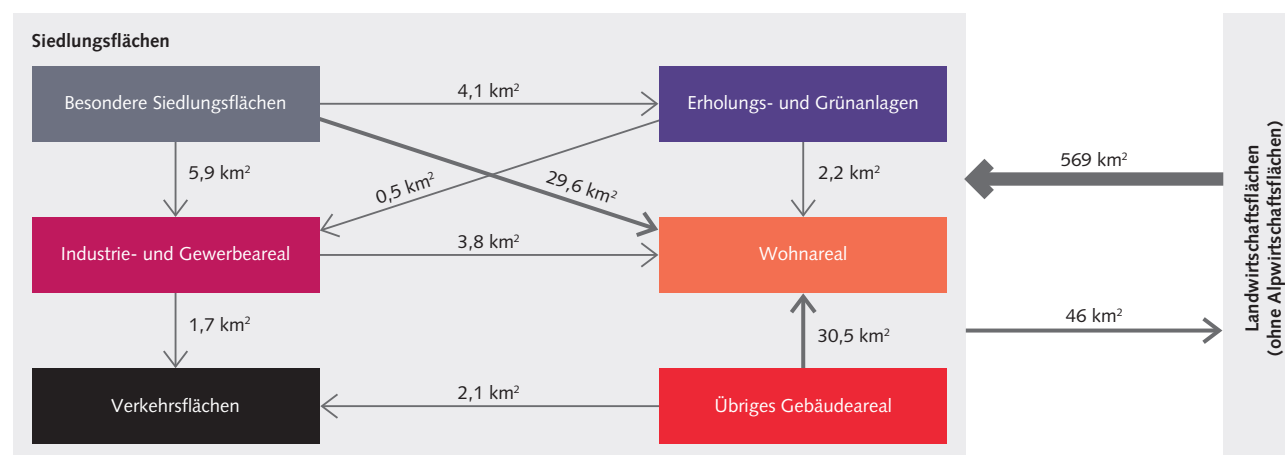 Siedlungsflächen
Besondere Siedlungsflächen
4,1 km²
Erholungs- und Grünanlagen
5,9 km²
0,5 km²
29,6 km²
2,2 km²
569 km²
Industrie- und Gewerbeareal
3,8 km²
Wohnareal
1,7 km²
30,5 km²
46 km²
Verkehrsflächen
2,1 km²
Übriges Gebäudeareal
Landwirtschaftsflächen
(ohne Alpwirtschaftsflächen)